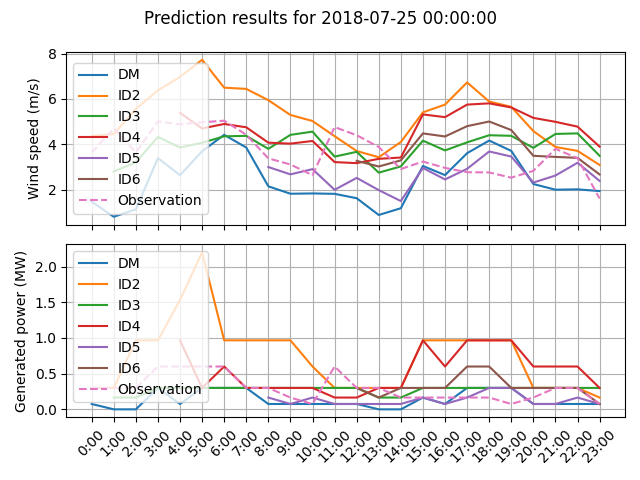 Prediction results for 2018-07-25 00:00:00
Wind speed (m/s)
8
6
4
2
DM
ID2
ID3
ID4
ID5
ID6
Observation
Generated power (MW)
2.0
1.5
1.0
0.5
0.0
DM
ID2
ID3
ID4
ID5
ID6
Observation
0:00 1:00 2:00 3:00 4:00 5:00 6:00 7:00 8:00 9:00 10:00 11:00 12:00 13:00 14:00 15:00 16:00 17:00 18:00 19:00 20:00 21:00 22:00 23:00